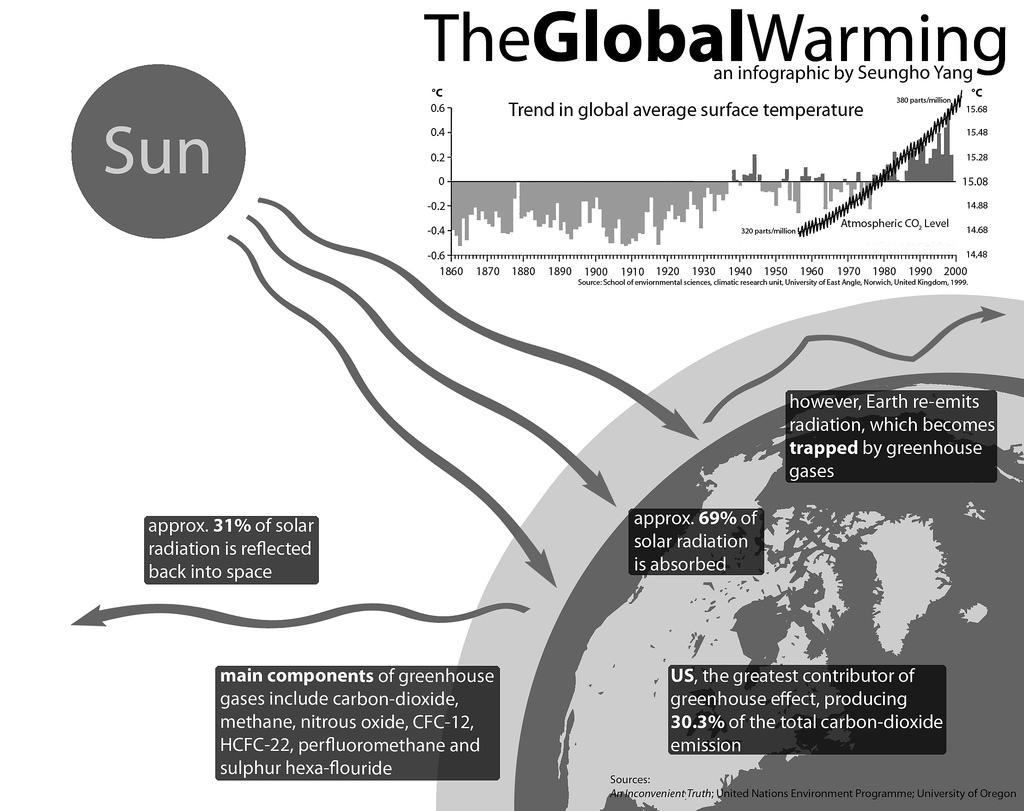 TheGlobalWarming
an infographic by Seungho Yang
°C
°C
Trend in global average surface temperature
380 parts/million
0.6
0.4
0.2
0
-0.2
-0.4
-0.6
15.68
15.48
15.28
15.08
14.88
14.68
14,48
320 parts/million
Atmospheric CO2 Level
1860 1870 1880 1890 1900 1910 1920 1930 1940 1950 1960 1970 1980 1990 2000
Source: School of enviornmental sciences, climatic research unit, University of East Angle, Norwich, United Kingdom, 1999.
Sun
however, Earth re-emits
radiation, which becomes
trapped by greenhouse
gases
approx. 69% of
solar radiation
is absorbed
approx. 31% of solar
radiation is reflected
back into space
main components of greenhouse
gases include carbon-dioxide,
methane, nitrous oxide, CFC-12,
HCFC-22, perfluoromethane and
sulphur hexa-flouride
US, the greatest contributor of
greenhouse effect, producing
30.3% of the total carbon-dioxide
emission
Sources:
An Inconvenient Truth; United Nations Environment Programme; University of Oregon